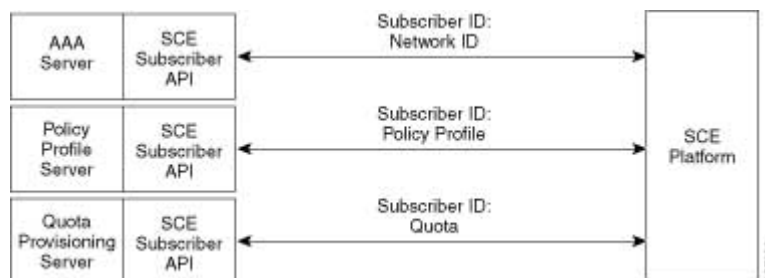 AAA
Server
SCE
Subscriber
API
Subscriber ID:
Network ID
Policy
Profile
Server
SCE
Subscriber
API
Subscriber ID:
Policy Profile
SCE
Platform
Quota
Provisioning
Server
SCE
Subscriber
API
Subscriber ID:
Quota